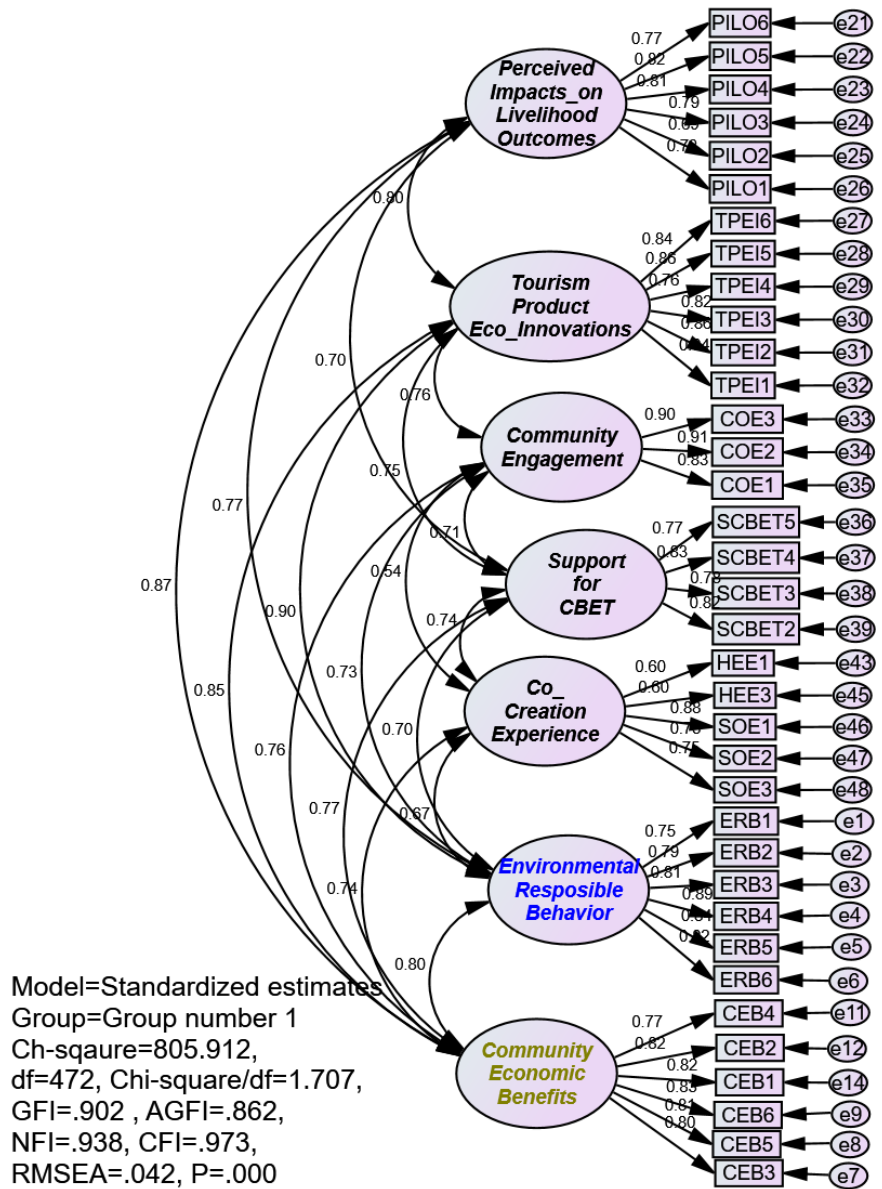 PILO6
e21
0.77
PILO5
e22
0.82
PILO4
e23
0.81
PILO3
e24
0.79
PILO2
e25
PILO1
e26
Perceived
Impacts_on
Livelihood
Outcomes
0.80
TPEI6
e27
0.84
TPEI5
e28
0.86
TPEI4
e29
0.76
TPEI3
e30
0.82
TPEI2
e31
0.86
TPEI1
e32
Tourism
Product
Eco_Innovations
0.70
0.76
COE3
e33
0.90
COE2
e34
0.91
COE1
e35
0.83
Community
Engagement
0.75
0.77
0.71
SCBET5
e36
0.77
SCBET4
e37
0.83
SCBET3
e38
0.78
SCBET2
e39
0.82
Support
for
CBET
0.54
0.87
0.90
0.74
HEE1
e43
0.60
HEE3
e45
0.60
SOE1
e46
0.88
SOE2
e47
SOE3
e48
0.75
Co_
Creation
Experience
0.73
0.85
0.70
0.76
0.77
0.67
ERB1
e1
0.75
ERB2
e2
0.79
ERB3
e3
0.81
ERB4
e4
0.89
ERB5
e5
ERB6
e6
Environmental
Resposible
Behavior
0.74
0.80
CEB4
e11
0.77
CEB2
e12
0.82
CEB1
e14
0.82
CEB6
e9
0.83
CEB5
e8
0.81
CEB3
e7
0.80
Community
Economic
Benefits
Model=Standardized estimates
Group=Group number 1
Ch-sqaure=805.912,
df=472, Chi-square/df=1.707,
GFI=.902 , AGFI=.862,
NFI=.938, CFI=.973,
RMSEA=.042, P=.000